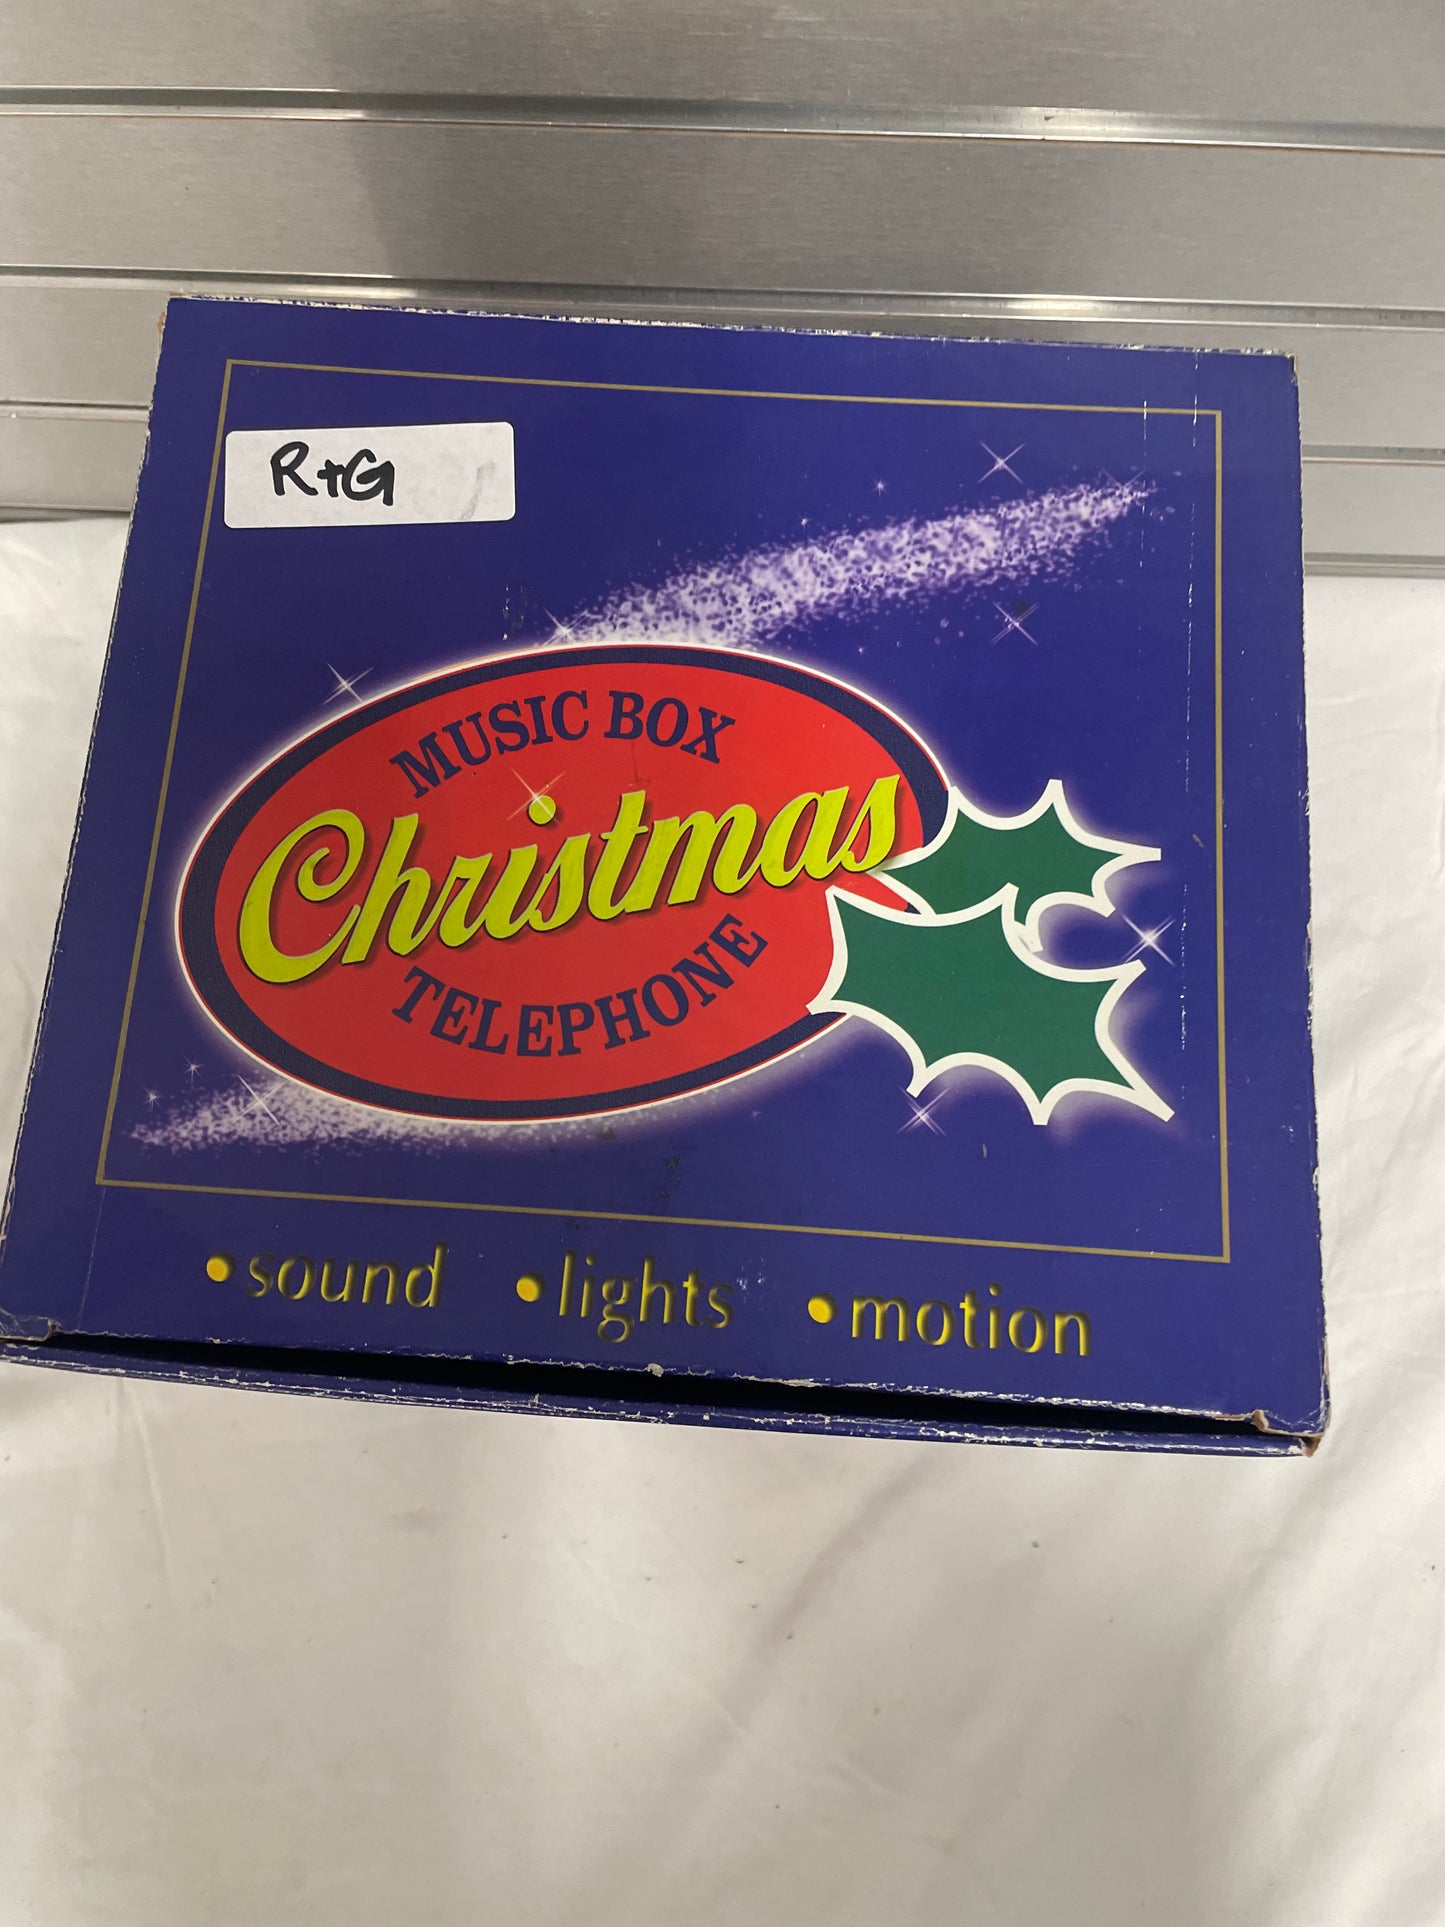 R+G
MUSIC BOX
Christmas
TELEPHONE
• sound • lights • motion